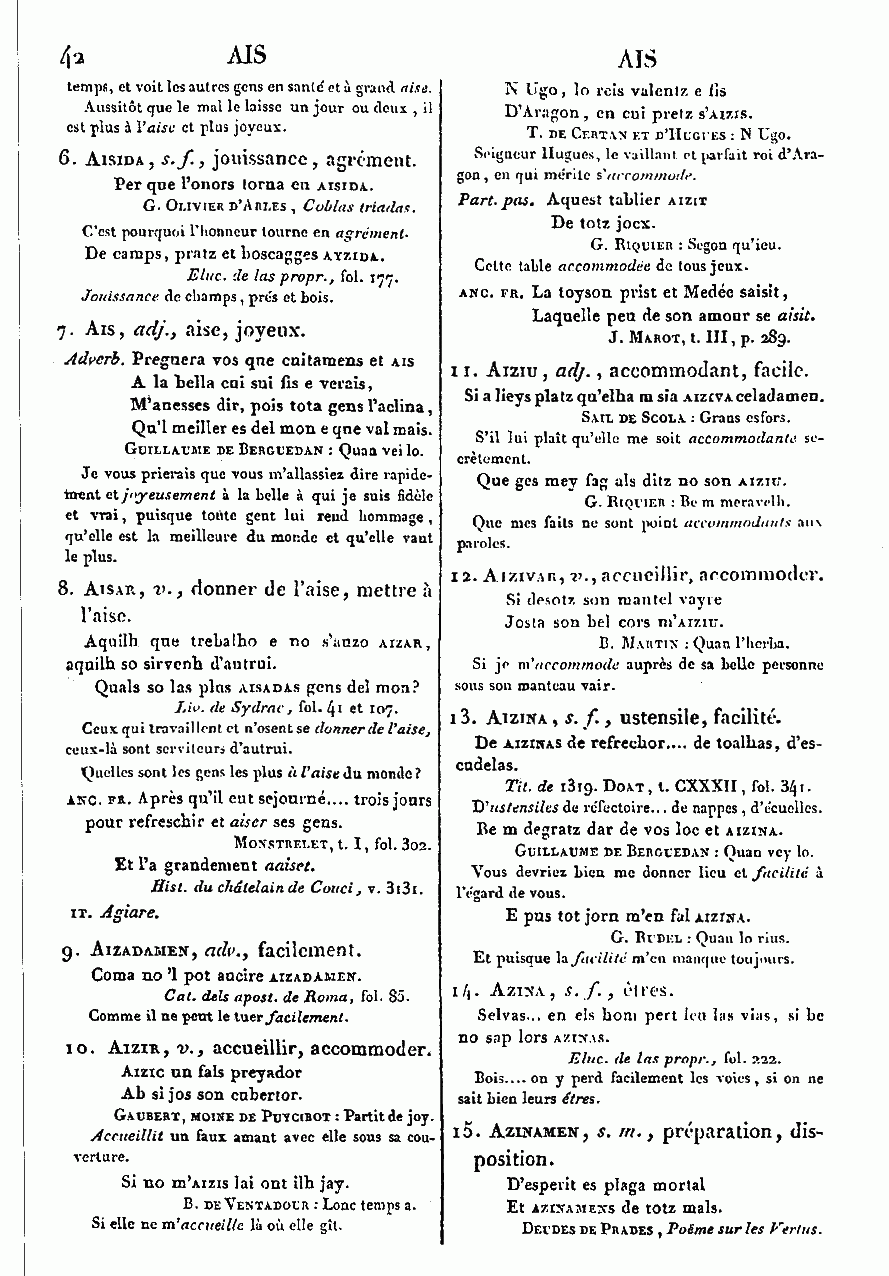 42 AIS AIS
temps, et voit les autres gens en santé et à grand aise.
Aussitôt que le mal le laisse un jour ou deux, il
est plus à l'aise et plus joyeux.
6. AISIDA, s. f., jouissance, agrément.
Per que l'onors torna en AISIDA.
G. OLIVIER D'ARLES, Coblas triadas.
C'est pourquoi l'honneur tourne en agrément.
De camps, pratz et boscagges AYZIDA.
Eluc. de las propr., fol. 177.
Jouissance de champs, prés et bois.
7. AIS, adj., aise, joyeux.
Adverb. Preguera vos que cuitamens et AIS
A la bella cui sui fis e verais,
M'anesses dir, pois tota gens l'aclina,
Qu'l meiller es del mon e que val mais.
GUILLAUME DE BERGUEDAN : Quan vei lo.
Je vous prierais que vous m'allassiez dire rapide-
ment et joyeusement à la belle à qui je suis fidèle
et vrai, puisque toute gent lui rend hommage,
qu'elle est la meilleure du monde et qu'elle vaut
le plus.
8. AISAR, v., donner de l'aise, mettre à
l'aise.
Aquilh que trebalho e no s'auzo AIZAR,
aquilh so sirvenh d'autrui.
Quals so las plus AISADAS gens del mon?
Liv. de Sydrac, fol. 41 et 107.
Ceux qui travaillent et n'osent se donner de l'aise,
ceux-là sont serviteurs d'autrui.
Quelles sont les gens les plus à l'aise du monde?
ANC. FR. Après qu'il eut sejourné.... trois jours
pour refreschir et aiser ses gens.
MONSTRELET, t. I, fol. 302.
Et l'a grandement aaiset.
Hist. du châtelain de Couci, v. 3131.
IT. Agiare.
9. AIZADAMEN, adv., facilement.
Coma no 'l pot aucire AIZADAMEN.
Cat. dels apost. de Roma, fol. 85.
Comme il ne peut le tuer facilement.
10. AIZIR, v., accueillir, accommoder.
AIZIC un fals preyador
Ab si jos son cubertor.
GAUBERT, MOINE DE PUYCIBOT : Partit de joy.
Accueillit un faux amant avec elle sous sa cou-
verture.
Si no m'AIZIS lai ont ilh jay.
B. DE VENTADOUR : Lonc temps a.
Si elle ne m'accueille là où elle gît.
N Ugo, lo reis valentz e fis
D'Aragon, en cui pretz s'AIZIS.
T. DE CERTAN ET D'HUGUES : N Ugo.
Seigneur Hugues, le vaillant et parfait roi d'Ara-
gon, en qui mérite s'accommode.
Part. pas. Aquest tablier AIZIT
De totz jocx.
G. RIQUIER : Segon qu'ieu.
Cette table accommodée de tous jeux.
ANC. FR. La toyson prist et Medée saisit,
Laquelle peu de son amour se aisit.
J. MAROT, t. III, p. 289.
11. AIZIU, adj., accommodant, facile.
Si a lieys platz qu'elha m sia AIZIVA celadamen.
SAIL DE SCOLA : Grans esfors.
S'il lui plaît qu'elle me soit accommodante se-
crètement.
Que ges mey fag als ditz no son AIZIU.
G. RIQUIER : Be m meravelh.
Que mes faits ne sont point accommodants aux
paroles.
12. AIZIVAR, v., accueillir, accommoder.
Si desotz son mantel vayre
Josta son bel cors m'AIZIU.
B. MARTIN : Quan l'herba.
Si je m'accommode auprès de sa belle personne
sous son manteau vair.
13. AIZINA, s. f., ustensile, facilité.
De AIZINAS de refrechor.... de toalhas, d'es-
cudelas.
Tit. de 1319. DOAT, t. CXXXII, fol. 341.
D'ustensiles de réfectoire... de nappes, d'écuelles.
Be m degratz dar de vos loc et AIZINA.
GUILLAUME DE BERGUEDAN : Quan vey lo.
Vous devriez bien me donner lieu et facilité à
l'égard de vous.
E pus tot jorn m'en fal AIZINA.
G. RUDEL : Quan lo rius.
Et puisque la facilité m'en manque toujours.
14. AZINA, s. f., êtres.
Selvas... en els hom pert leu las vias, si be
no sap lors AZINAS.
Eluc. de las propr., fol. 222.
Bois.... on y perd facilement les voies, si on ne
sait bien leurs êtres.
15. AZINAMEN, s. m., préparation, dis-
position.
D'esperit es plaga mortal
Et AZINAMENS de totz mals.
DEUDES DE PRADES, Poëme sur les Vertus.